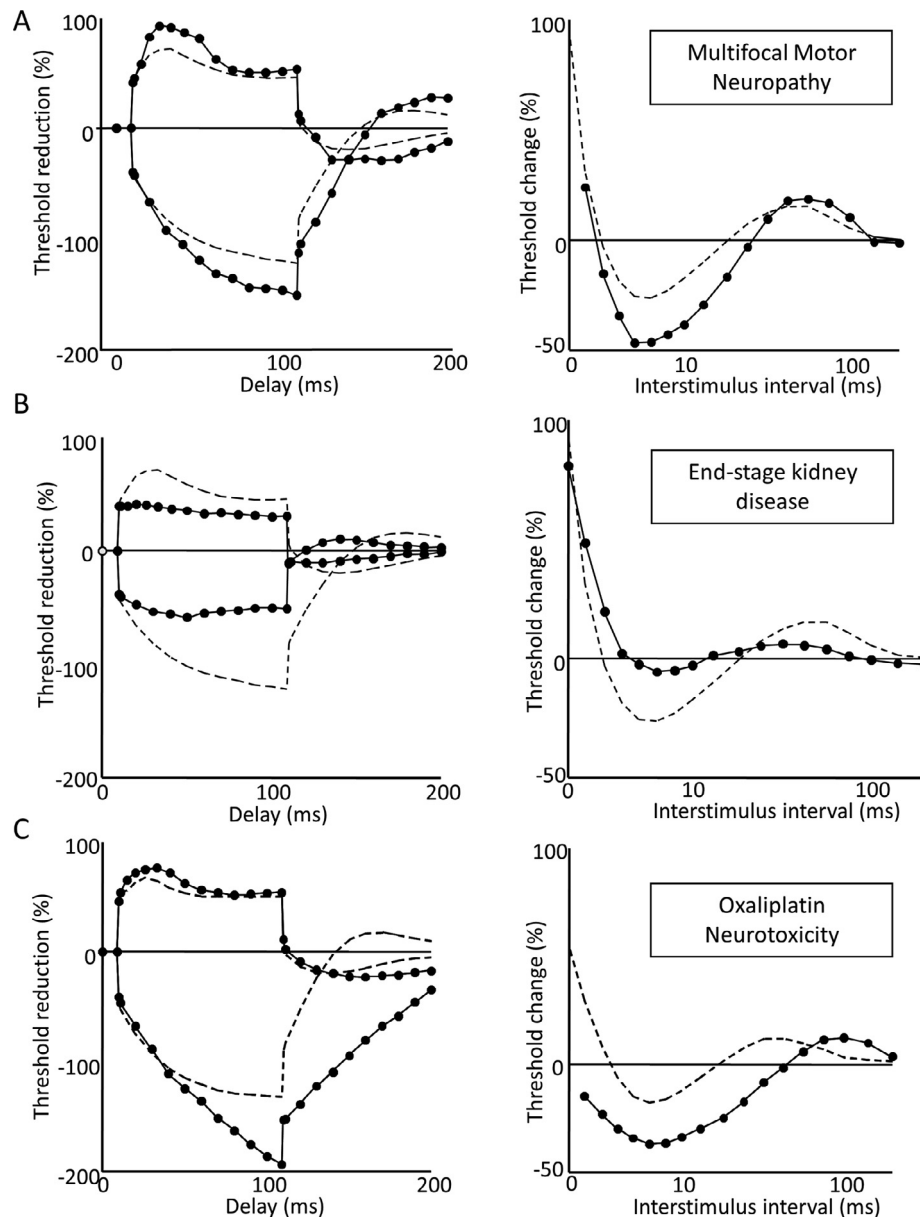 A
Threshold reduction (%)
100
0
-100
-200
0
100
200
Delay (ms)
Threshold change (%)
100
0
-50
0
10
100
Interstimulus interval (ms)
Multifocal Motor
Neuropathy
B
Threshold reduction (%)
100
0
-100
-200
0
100
200
Delay (ms)
Threshold change (%)
100
0
-50
0
10
100
Interstimulus interval (ms)
End-stage kidney
disease
C
Threshold reduction (%)
100
0
-100
-200
0
100
200
Delay (ms)
Threshold change (%)
100
0
-50
0
10
100
Interstimulus interval (ms)
Oxaliplatin
Neurotoxicity